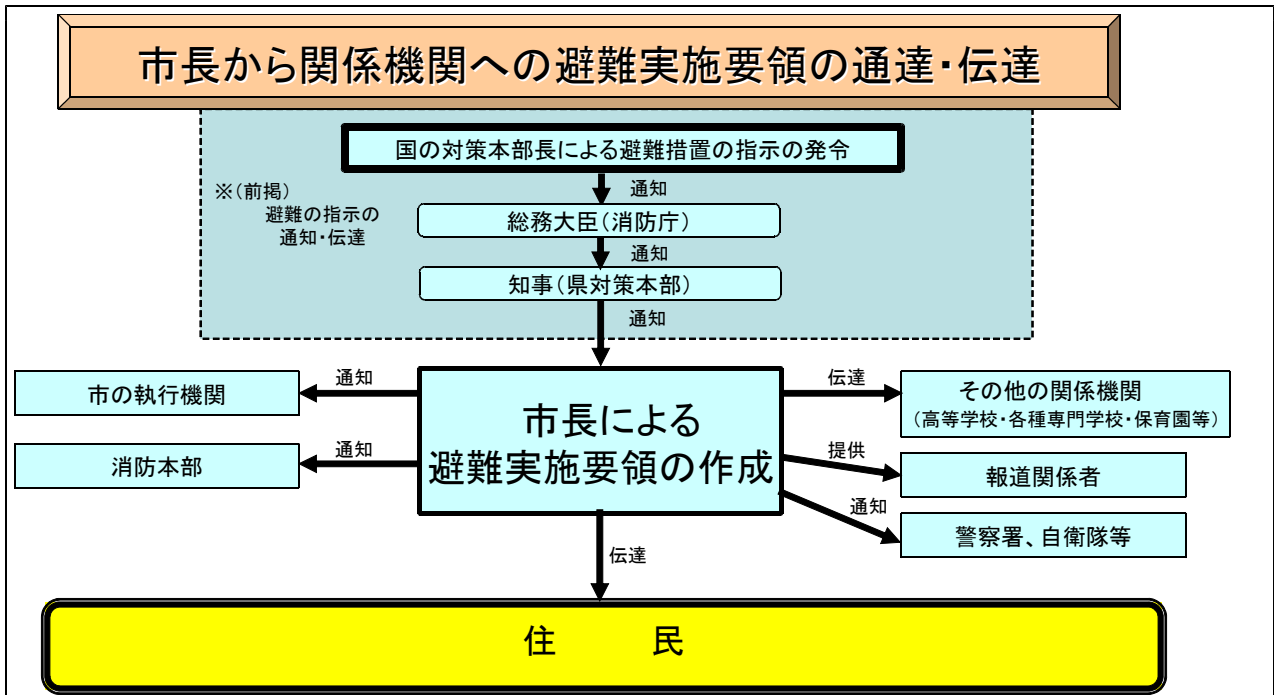 市長から関係機関への避難実施要領の通達・伝達
国の対策本部長による避難措置の指示の発令
通知
※(前掲)
避難の指示の
通知・伝達
総務大臣(消防庁)
通知
知事(県対策本部)
通知
市の執行機関
通知
消防本部
通知
市長による
避難実施要領の作成
伝達
その他の関係機関
(高等学校・各種専門学校・保育園等)
提供
報道関係者
通知
警察署、自衛隊等
伝達
住 民